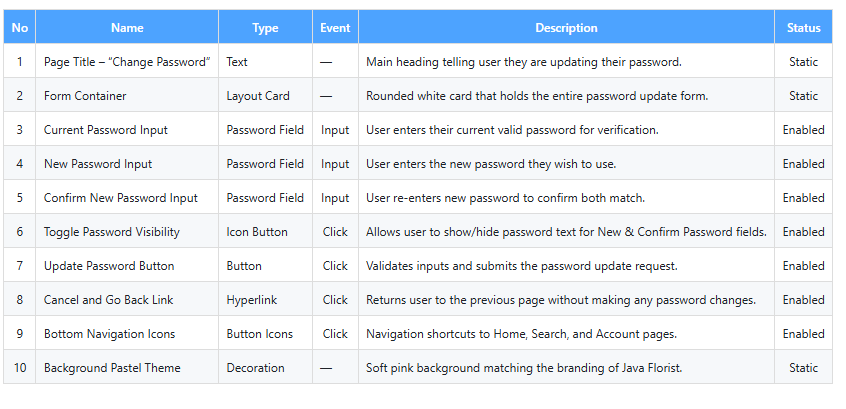 No Name Type Event Description Status
1 Page Title – “Change Password” Text — Main heading telling user they are updating their password. Static
2 Form Container Layout Card — Rounded white card that holds the entire password update form. Static
3 Current Password Input Password Field Input User enters their current valid password for verification. Enabled
4 New Password Input Password Field Input User enters the new password they wish to use. Enabled
5 Confirm New Password Input Password Field Input User re-enters new password to confirm both match. Enabled
6 Toggle Password Visibility Icon Button Click Allows user to show/hide password text for New & Confirm Password fields. Enabled
7 Update Password Button Button Click Validates inputs and submits the password update request. Enabled
8 Cancel and Go Back Link Hyperlink Click Returns user to the previous page without making any password changes. Enabled
9 Bottom Navigation Icons Button Icons Click Navigation shortcuts to Home, Search, and Account pages. Enabled
10 Background Pastel Theme Decoration — Soft pink background matching the branding of Java Florist. Static